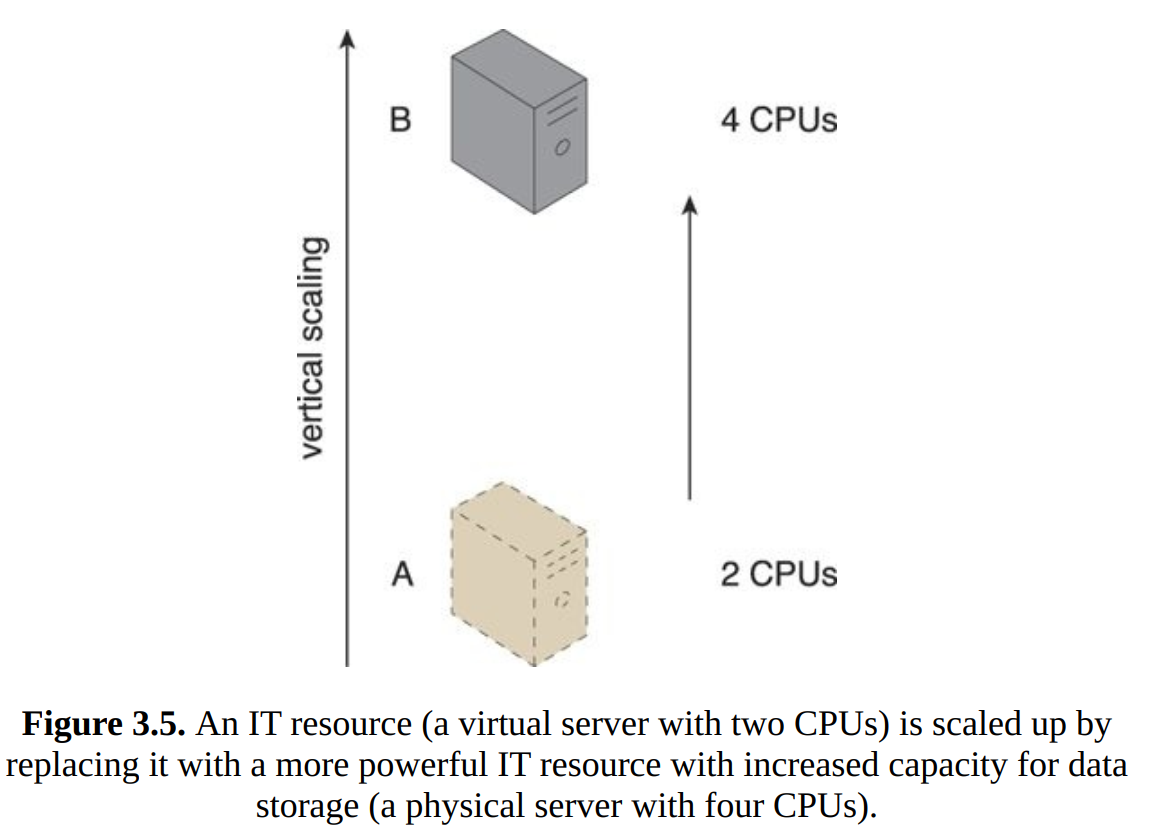 B
4 CPUs
vertical scaling
A
2 CPUs
Figure 3.5. An IT resource (a virtual server with two CPUs) is scaled up by
replacing it with a more powerful IT resource with increased capacity for data
storage (a physical server with four CPUs).